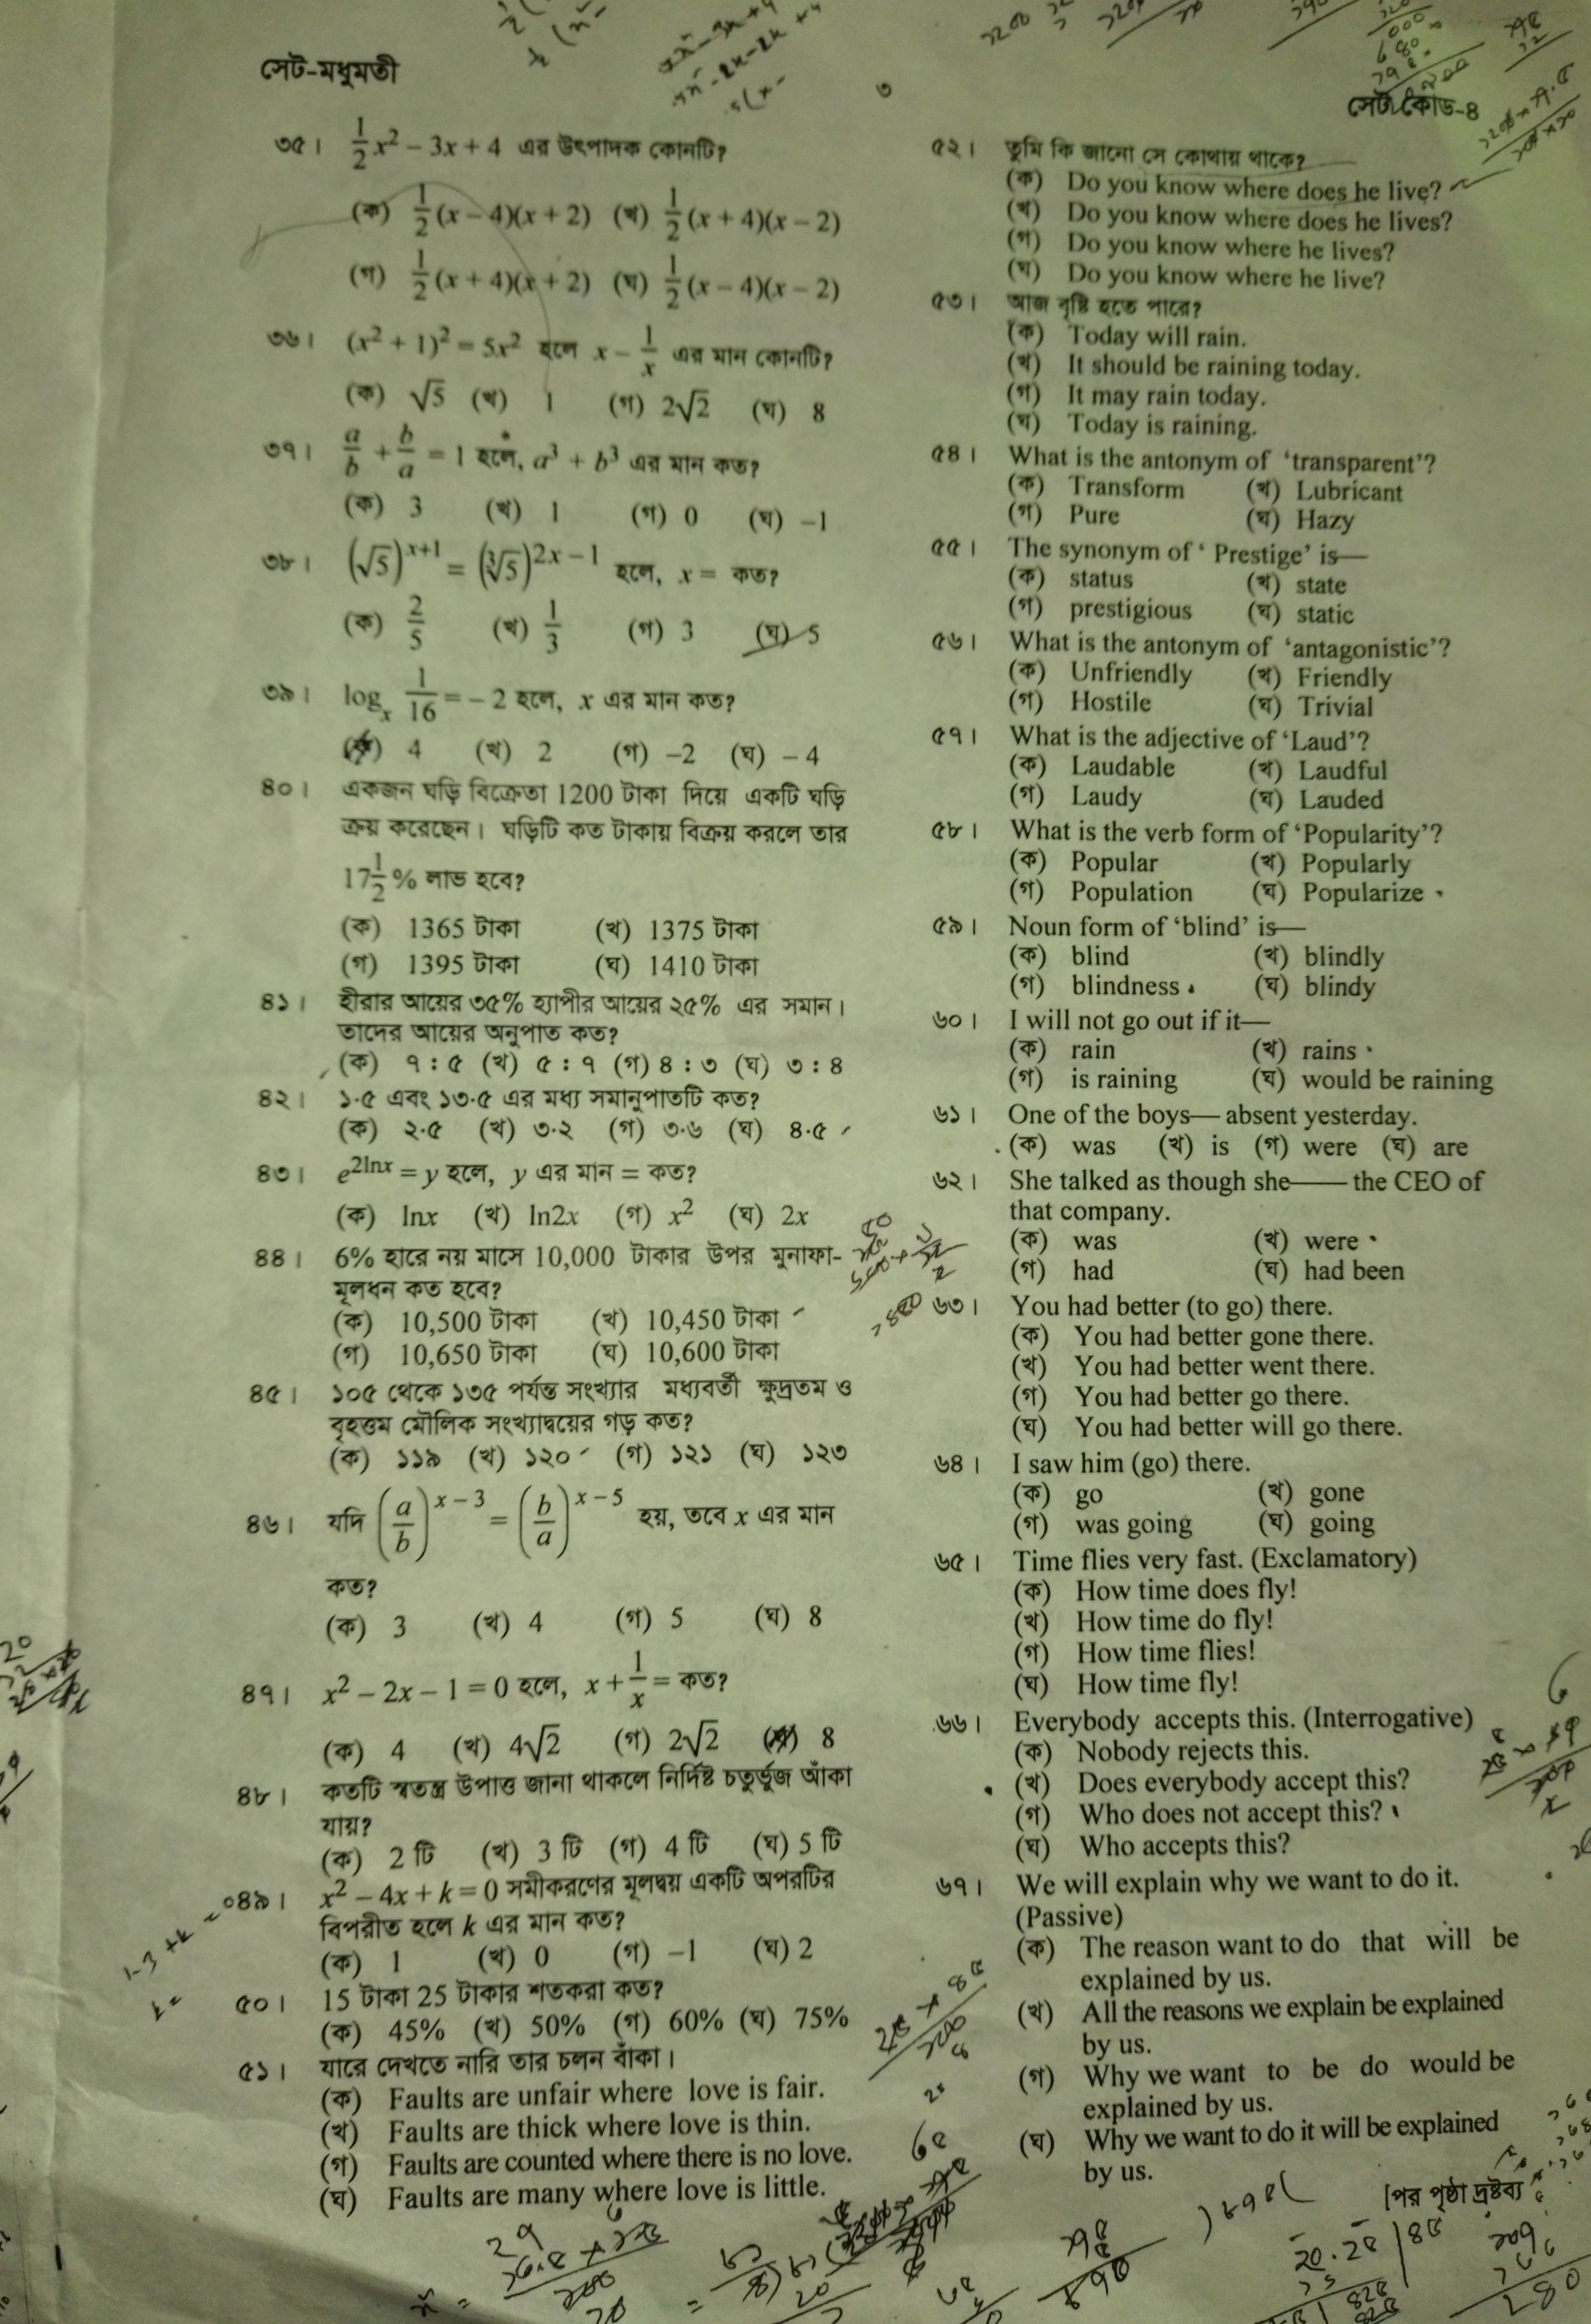 সেট-মধুমতী
৩
সেট কোড-৪
৩৫। 1/2 x² − 3x + 4 এর উৎপাদক কোনটি?
(ক) 1/2 (x − 4)(x + 2) (খ) 1/2 (x + 4)(x − 2)
(গ) 1/2 (x + 4)(x + 2) (ঘ) 1/2 (x − 4)(x − 2)
৩৬। (x² + 1)² = 5x² হলে x − 1/x এর মান কোনটি?
(ক) √5 (খ) 1 (গ) 2√2 (ঘ) 8
৩৭। a/b + b/a = 1 হলে, a³ + b³ এর মান কত?
(ক) 3 (খ) 1 (গ) 0 (ঘ) −1
৩৮। (√5)^(x+1) = (∛5)^(2x − 1) হলে, x = কত?
(ক) 2/5 (খ) 1/3 (গ) 3 (ঘ) 5
৩৯। logₓ 1/16 = − 2 হলে, x এর মান কত?
(ক) 4 (খ) 2 (গ) −2 (ঘ) − 4
৪০। একজন ঘড়ি বিক্রেতা 1200 টাকা দিয়ে একটি ঘড়ি
ক্রয় করেছেন। ঘড়িটি কত টাকায় বিক্রয় করলে তার
17 1/2 % লাভ হবে?
(ক) 1365 টাকা (খ) 1375 টাকা
(গ) 1395 টাকা (ঘ) 1410 টাকা
৪১। হীরার আয়ের ৩৫% হ্যাপীর আয়ের ২৫% এর সমান।
তাদের আয়ের অনুপাত কত?
(ক) ৭ : ৫ (খ) ৫ : ৭ (গ) ৪ : ৩ (ঘ) ৩ : ৪
৪২। ১·৫ এবং ১৩·৫ এর মধ্য সমানুপাতটি কত?
(ক) ২·৫ (খ) ৩·২ (গ) ৩·৬ (ঘ) ৪·৫
৪৩। e^(2lnx) = y হলে, y এর মান = কত?
(ক) lnx (খ) ln2x (গ) x² (ঘ) 2x
৪৪। 6% হারে নয় মাসে 10,000 টাকার উপর মুনাফা-
মূলধন কত হবে?
(ক) 10,500 টাকা (খ) 10,450 টাকা
(গ) 10,650 টাকা (ঘ) 10,600 টাকা
৪৫। ১০৫ থেকে ১৩৫ পর্যন্ত সংখ্যার মধ্যবর্তী ক্ষুদ্রতম ও
বৃহত্তম মৌলিক সংখ্যাদ্বয়ের গড় কত?
(ক) ১১৯ (খ) ১২০ (গ) ১২১ (ঘ) ১২৩
৪৬। যদি (a/b)^(x − 3) = (b/a)^(x − 5) হয়, তবে x এর মান
কত?
(ক) 3 (খ) 4 (গ) 5 (ঘ) 8
৪৭। x² − 2x − 1 = 0 হলে, x + 1/x = কত?
(ক) 4 (খ) 4√2 (গ) 2√2 (ঘ) 8
৪৮। কতটি স্বতন্ত্র উপাত্ত জানা থাকলে নির্দিষ্ট চতুর্ভূজ আঁকা
যায়?
(ক) 2 টি (খ) 3 টি (গ) 4 টি (ঘ) 5 টি
৪৯। x² − 4x + k = 0 সমীকরণের মূলদ্বয় একটি অপরটির
বিপরীত হলে k এর মান কত?
(ক) 1 (খ) 0 (গ) −1 (ঘ) 2
৫০। 15 টাকা 25 টাকার শতকরা কত?
(ক) 45% (খ) 50% (গ) 60% (ঘ) 75%
৫১। যারে দেখতে নারি তার চলন বাঁকা।
(ক) Faults are unfair where love is fair.
(খ) Faults are thick where love is thin.
(গ) Faults are counted where there is no love.
(ঘ) Faults are many where love is little.
৫২। তুমি কি জানো সে কোথায় থাকে?
(ক) Do you know where does he live?
(খ) Do you know where does he lives?
(গ) Do you know where he lives?
(ঘ) Do you know where he live?
৫৩। আজ বৃষ্টি হতে পারে?
(ক) Today will rain.
(খ) It should be raining today.
(গ) It may rain today.
(ঘ) Today is raining.
৫৪। What is the antonym of ‘transparent’?
(ক) Transform (খ) Lubricant
(গ) Pure (ঘ) Hazy
৫৫। The synonym of ‘ Prestige’ is—
(ক) status (খ) state
(গ) prestigious (ঘ) static
৫৬। What is the antonym of ‘antagonistic’?
(ক) Unfriendly (খ) Friendly
(গ) Hostile (ঘ) Trivial
৫৭। What is the adjective of ‘Laud’?
(ক) Laudable (খ) Laudful
(গ) Laudy (ঘ) Lauded
৫৮। What is the verb form of ‘Popularity’?
(ক) Popular (খ) Popularly
(গ) Population (ঘ) Popularize
৫৯। Noun form of ‘blind’ is—
(ক) blind (খ) blindly
(গ) blindness (ঘ) blindy
৬০। I will not go out if it—
(ক) rain (খ) rains
(গ) is raining (ঘ) would be raining
৬১। One of the boys— absent yesterday.
(ক) was (খ) is (গ) were (ঘ) are
৬২। She talked as though she—— the CEO of
that company.
(ক) was (খ) were
(গ) had (ঘ) had been
৬৩। You had better (to go) there.
(ক) You had better gone there.
(খ) You had better went there.
(গ) You had better go there.
(ঘ) You had better will go there.
৬৪। I saw him (go) there.
(ক) go (খ) gone
(গ) was going (ঘ) going
৬৫। Time flies very fast. (Exclamatory)
(ক) How time does fly!
(খ) How time do fly!
(গ) How time flies!
(ঘ) How time fly!
৬৬। Everybody accepts this. (Interrogative)
(ক) Nobody rejects this.
(খ) Does everybody accept this?
(গ) Who does not accept this?
(ঘ) Who accepts this?
৬৭। We will explain why we want to do it.
(Passive)
(ক) The reason want to do that will be
explained by us.
(খ) All the reasons we explain be explained
by us.
(গ) Why we want to be do would be
explained by us.
(ঘ) Why we want to do it will be explained
by us.
[পর পৃষ্ঠা দ্রষ্টব্য